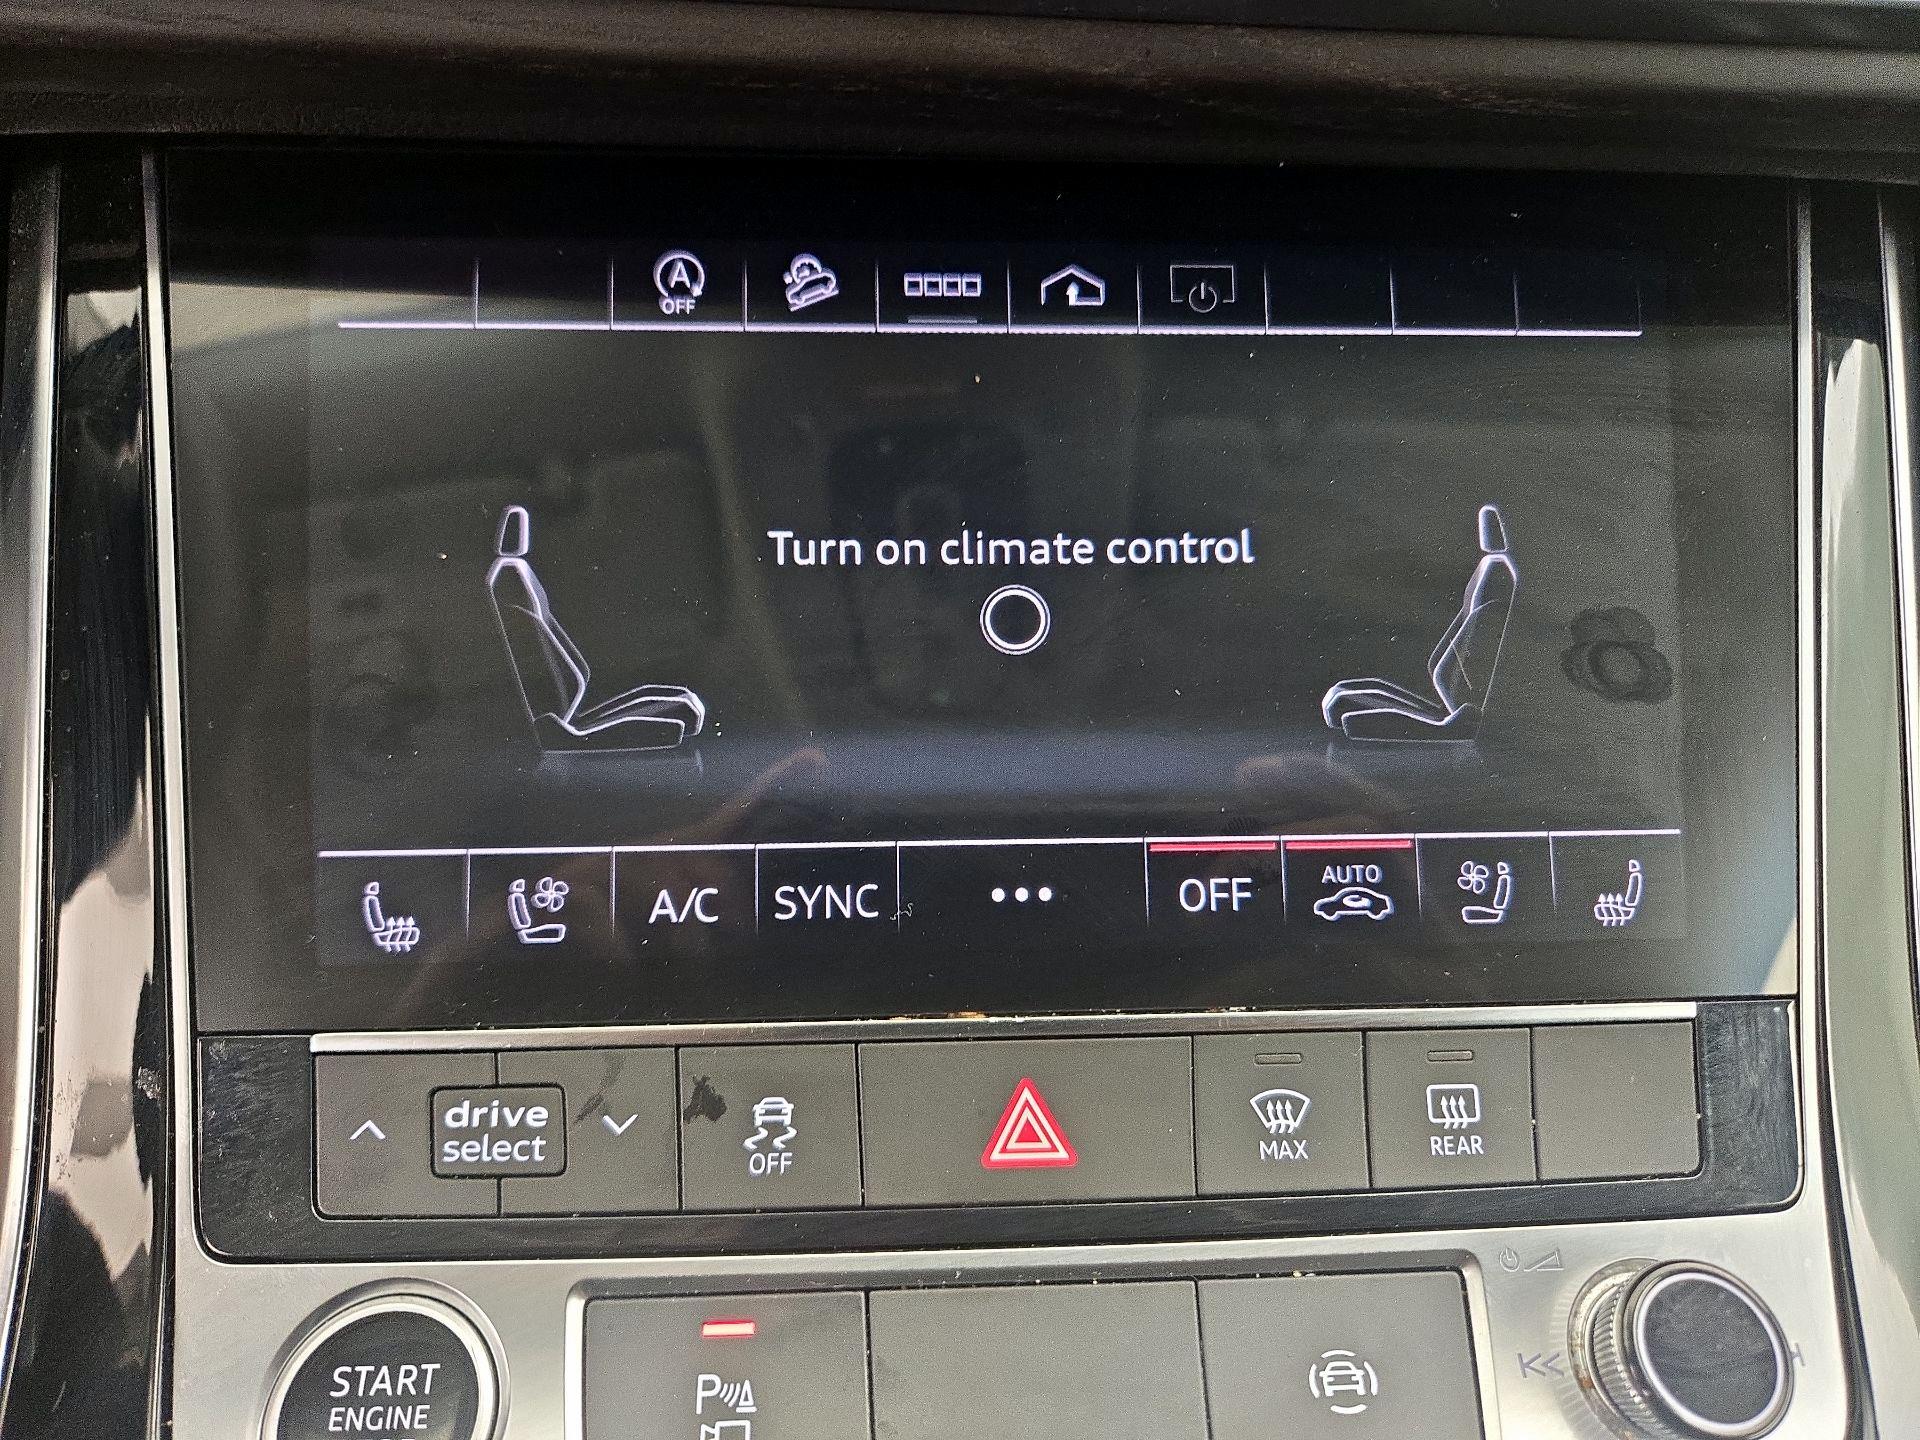 A
OFF
Turn on climate control
A/C
SYNC
•••
OFF
AUTO
drive
select
OFF
MAX
REAR
START
ENGINE
P